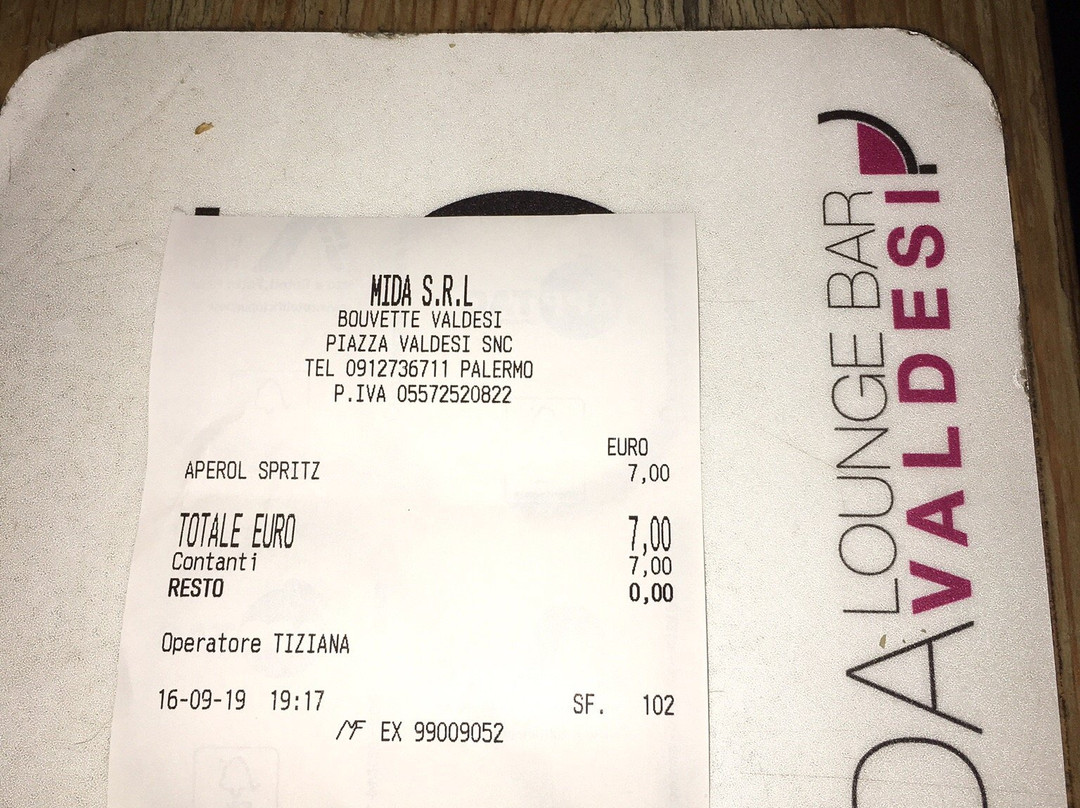 MIDA S.R.L
BOUVETTE VALDESI
PIAZZA VALDESI SNC
TEL 0912736711 PALERMO
P.IVA 05572520822
EURO
APEROL SPRITZ 7,00
TOTALE EURO 7,00
Contanti 7,00
RESTO 0,00
Operatore TIZIANA
16-09-19 19:17 SF. 102
MF EX 99009052
LOUNGE BAR
VALDESI